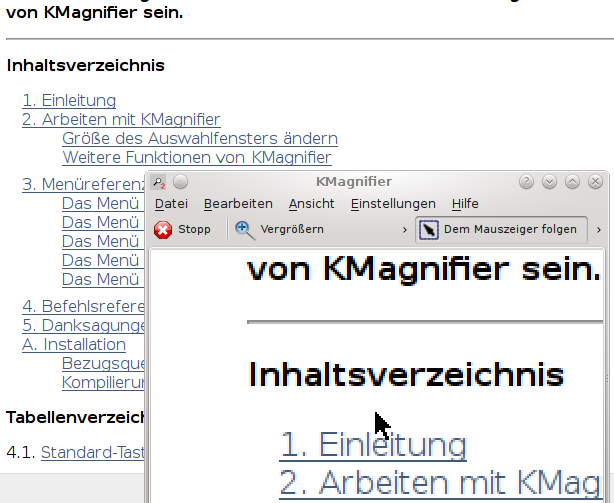 von KMagnifier sein.
Inhaltsverzeichnis
1. Einleitung
2. Arbeiten mit KMagnifier
Größe des Auswahlfensters ändern
Weitere Funktionen von KMagnifier
3. Menüreferenz
Das Menü
Das Menü
Das Menü
Das Menü
Das Menü
4. Befehlsrefere
5. Danksagunge
A. Installation
Bezugsque
Kompilierun
Tabellenverzeich
4.1. Standard-Tast
KMagnifier
Datei Bearbeiten Ansicht Einstellungen Hilfe
Stopp Vergrößern Dem Mauszeiger folgen
von KMagnifier sein.
Inhaltsverzeichnis
1. Einleitung
2. Arbeiten mit KMag